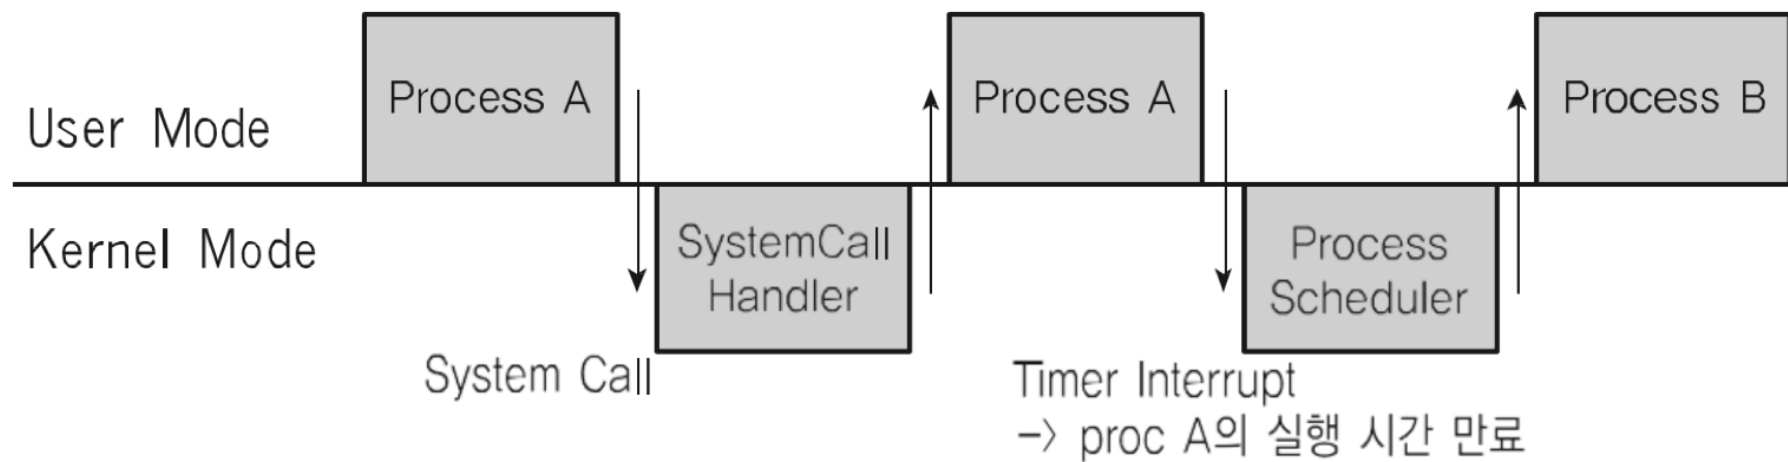 Process A
Process A
Process B
User Mode
Kernel Mode
SystemCall
Handler
Process
Scheduler
System Call
Timer Interrupt
-> proc A의 실행 시간 만료